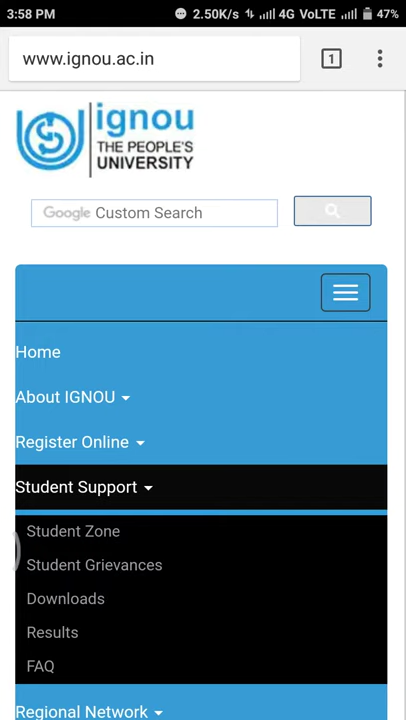 3:58 PM 2.50K/s 4G VoLTE 47%
www.ignou.ac.in 1
ignou
THE PEOPLE'S
UNIVERSITY
Google Custom Search
Home
About IGNOU
Register Online
Student Support
Student Zone
Student Grievances
Downloads
Results
FAQ
Regional Network